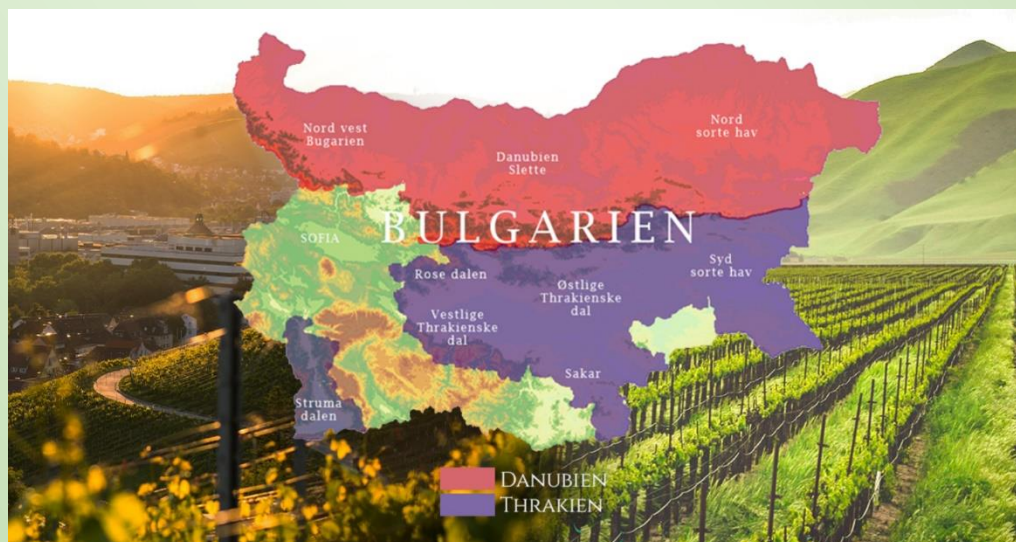 Nord vest
Bugarien
Nord
sorte hav
Danubien
Slette
BULGARIEN
SOFIA
Rose dalen
Syd
sorte hav
Østlige
Thrakienske
dal
Vestlige
Thrakienske
dal
Sakar
Struma
dalen
DANUBIEN
THRAKIEN